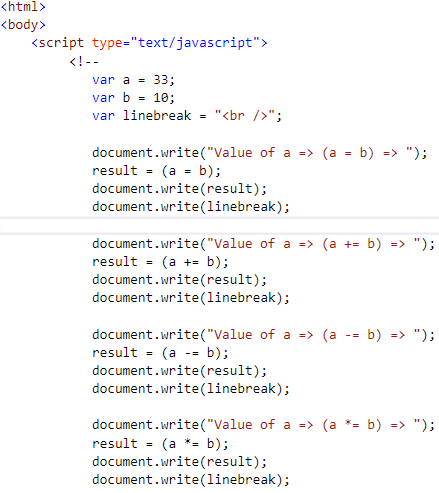 <html>
<body>
<script type="text/javascript">
<!--
var a = 33;
var b = 10;
var linebreak = "<br />";
document.write("Value of a => (a = b) => ");
result = (a = b);
document.write(result);
document.write(linebreak);
document.write("Value of a => (a += b) => ");
result = (a += b);
document.write(result);
document.write(linebreak);
document.write("Value of a => (a -= b) => ");
result = (a -= b);
document.write(result);
document.write(linebreak);
document.write("Value of a => (a *= b) => ");
result = (a *= b);
document.write(result);
document.write(linebreak);